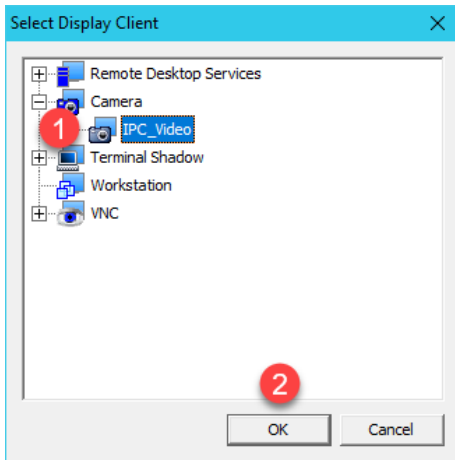 Select Display Client
Remote Desktop Services
Camera
1
IPC_Video
Terminal Shadow
Workstation
VNC
2
OK
Cancel